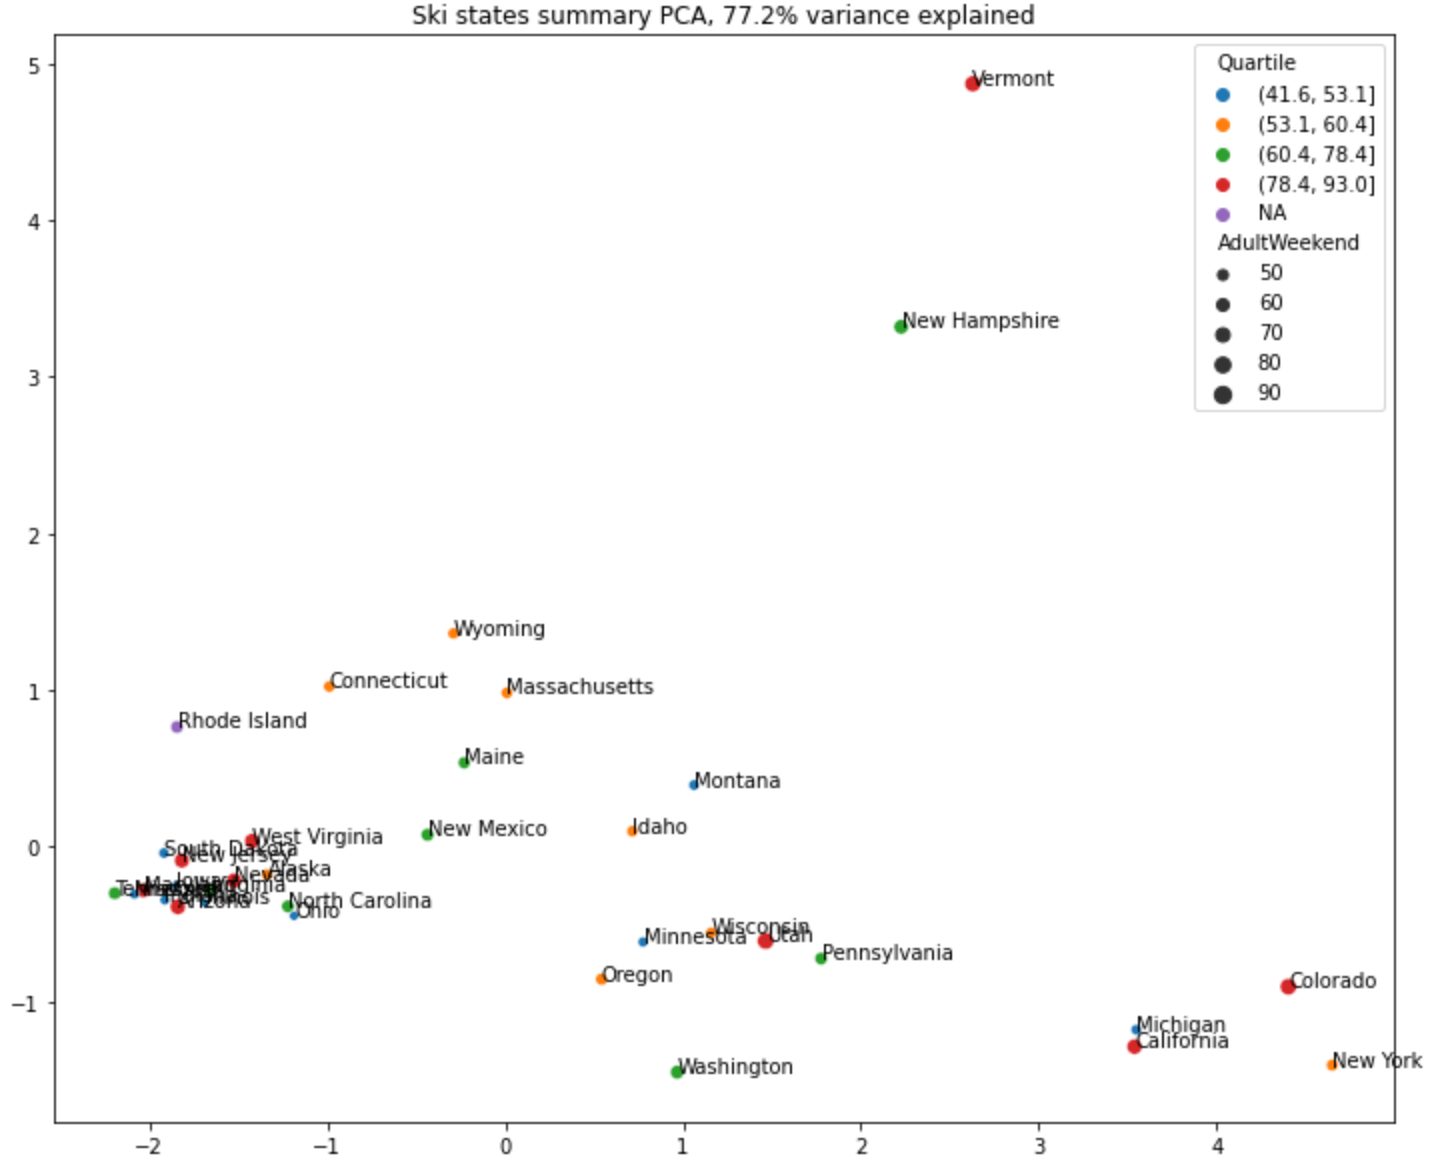 Ski states summary PCA, 77.2% variance explained
5
4
3
2
1
0
−1
Quartile
(41.6, 53.1]
(53.1, 60.4]
(60.4, 78.4]
(78.4, 93.0]
NA
AdultWeekend
50
60
70
80
90
Vermont
New Hampshire
Wyoming
Connecticut
Massachusetts
Rhode Island
Maine
Montana
New Mexico
Idaho
West Virginia
South Dakota
New Jersey
Alaska
Nevada
Iowa
Arizona
North Carolina
Ohio
Wisconsin
Minnesota
Utah
Pennsylvania
Oregon
Colorado
Michigan
California
New York
Washington
−2
−1
0
1
2
3
4